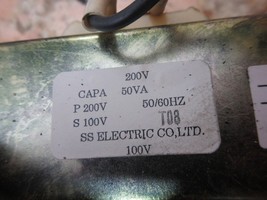 200V
CAPA 50VA
P 200V 50/60HZ
S 100V T08
SS ELECTRIC CO,LTD.
100V